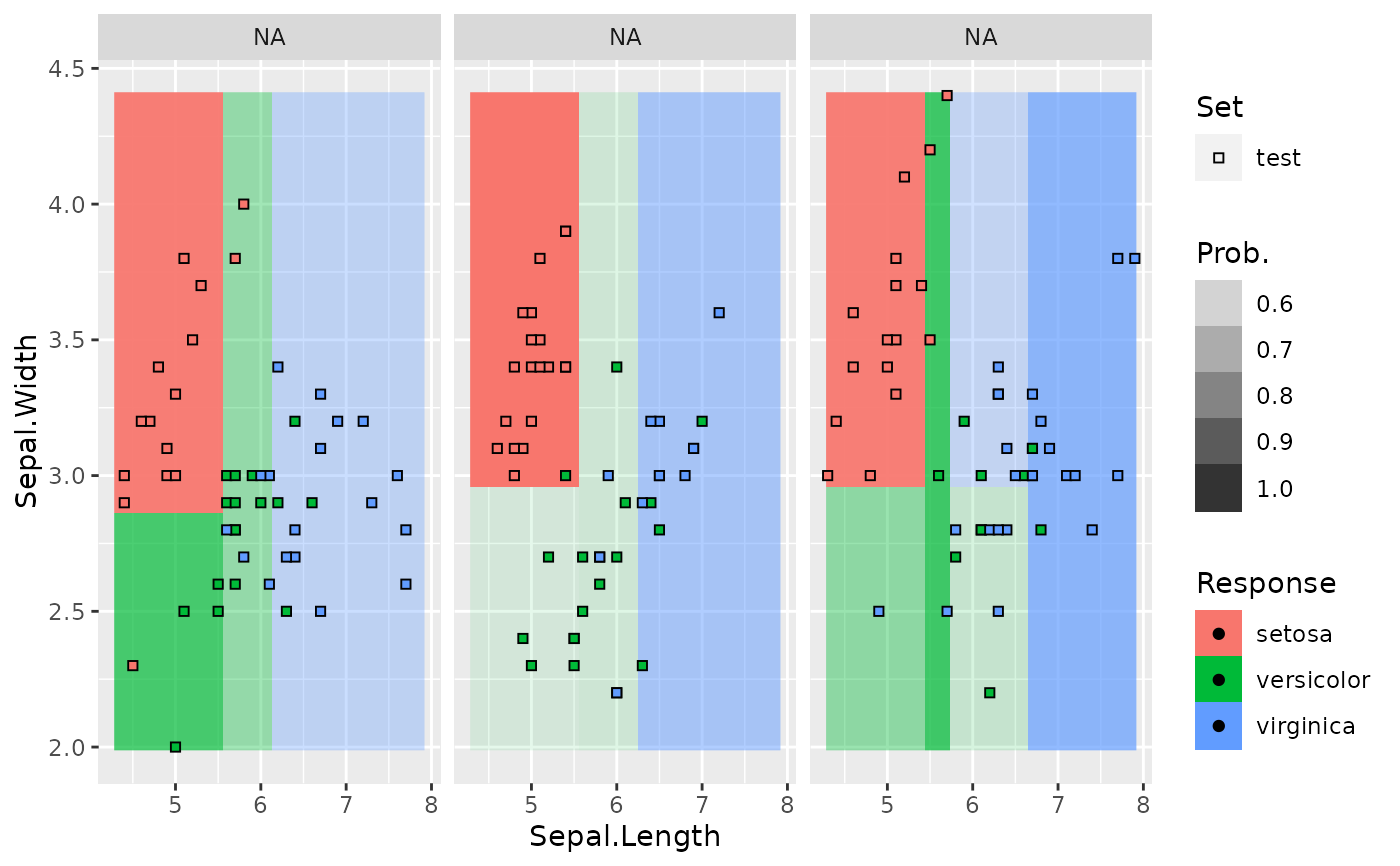 NA NA NA
4.5
4.0
3.5
3.0
2.5
2.0
Sepal.Width
5 6 7 8 5 6 7 8 5 6 7 8
Sepal.Length
Set
test
Prob.
0.6
0.7
0.8
0.9
1.0
Response
setosa
versicolor
virginica